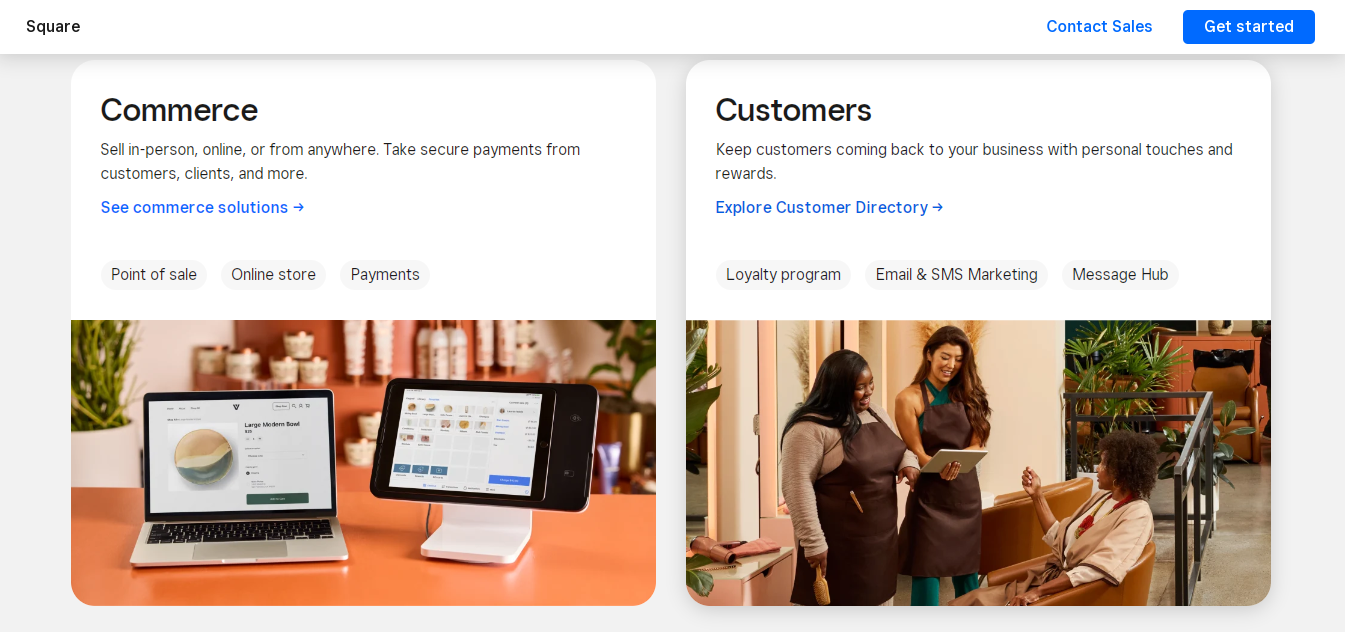 Square
Contact Sales
Get started
Commerce
Sell in-person, online, or from anywhere. Take secure payments from
customers, clients, and more.
See commerce solutions →
Point of sale
Online store
Payments
Customers
Keep customers coming back to your business with personal touches and
rewards.
Explore Customer Directory →
Loyalty program
Email & SMS Marketing
Message Hub
Large Modern Bowl